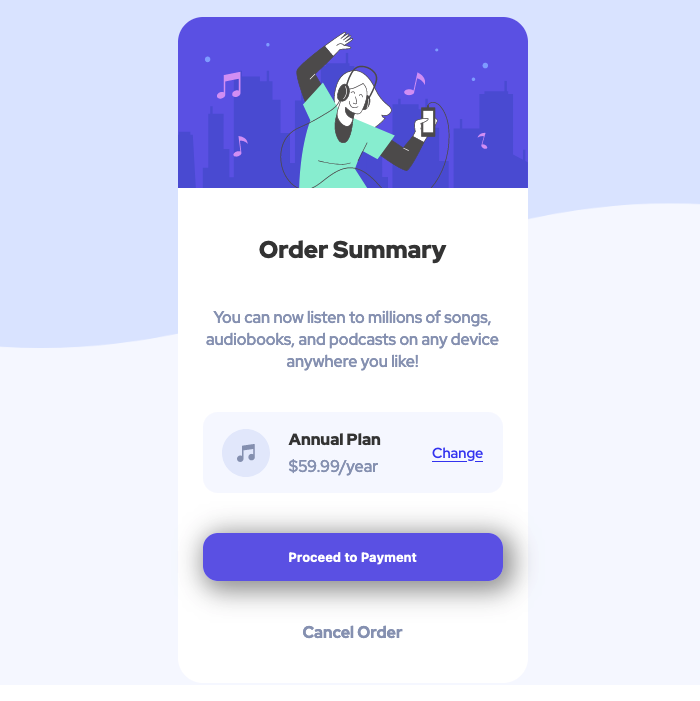 Order Summary
You can now listen to millions of songs,
audiobooks, and podcasts on any device
anywhere you like!
Annual Plan
$59.99/year
Change
Proceed to Payment
Cancel Order